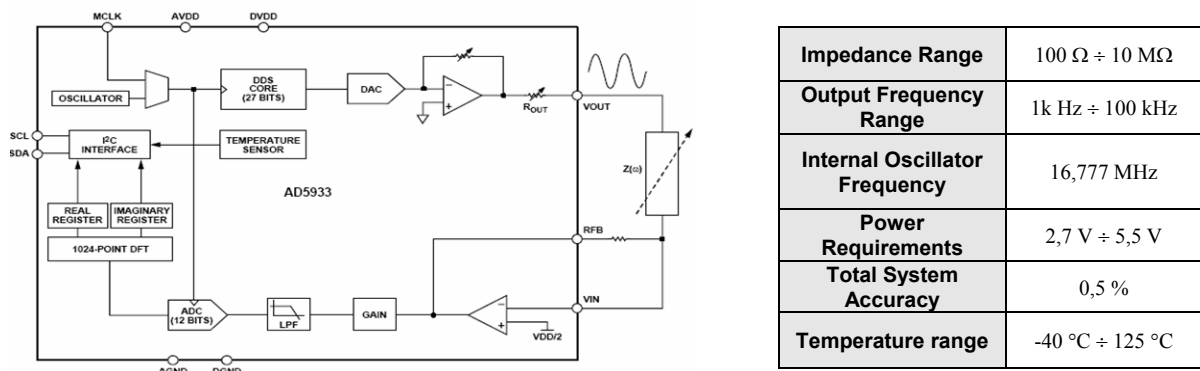 MCLK AVDD DVDD
OSCILLATOR
DDS
CORE
(27 BITS)
DAC
ROUT
VOUT
SCL
SDA
I2C
INTERFACE
TEMPERATURE
SENSOR
Z(ω)
AD5933
REAL
REGISTER
IMAGINARY
REGISTER
1024-POINT DFT
RFB
ADC
(12 BITS)
LPF
GAIN
VIN
VDD/2
AGND DGND
Impedance Range 100 Ω ÷ 10 MΩ
Output Frequency
Range
1k Hz ÷ 100 kHz
Internal Oscillator
Frequency
16,777 MHz
Power
Requirements
2,7 V ÷ 5,5 V
Total System
Accuracy
0,5 %
Temperature range -40 °C ÷ 125 °C